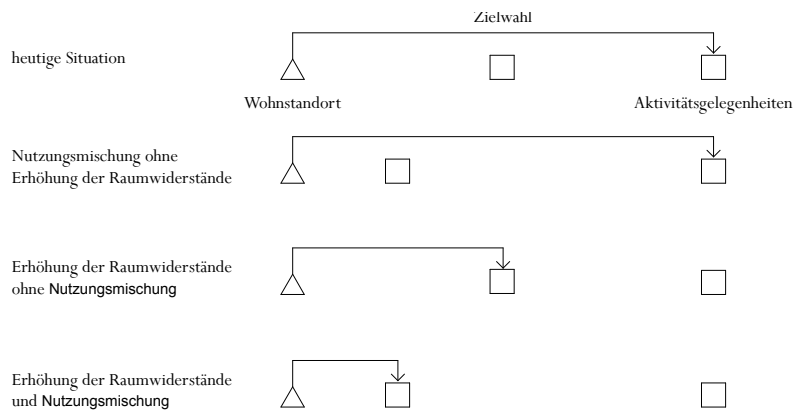 Zielwahl
heutige Situation
Wohnstandort
Aktivitätsgelegenheiten
Nutzungsmischung ohne
Erhöhung der Raumwiderstände
Erhöhung der Raumwiderstände
ohne Nutzungsmischung
Erhöhung der Raumwiderstände
und Nutzungsmischung